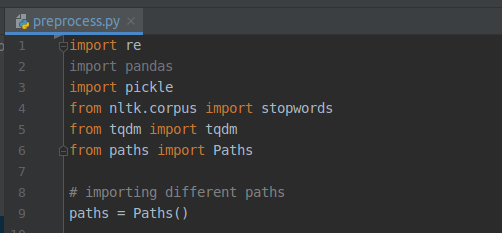 preprocess.py
1 import re
2 import pandas
3 import pickle
4 from nltk.corpus import stopwords
5 from tqdm import tqdm
6 from paths import Paths
7
8 # importing different paths
9 paths = Paths()